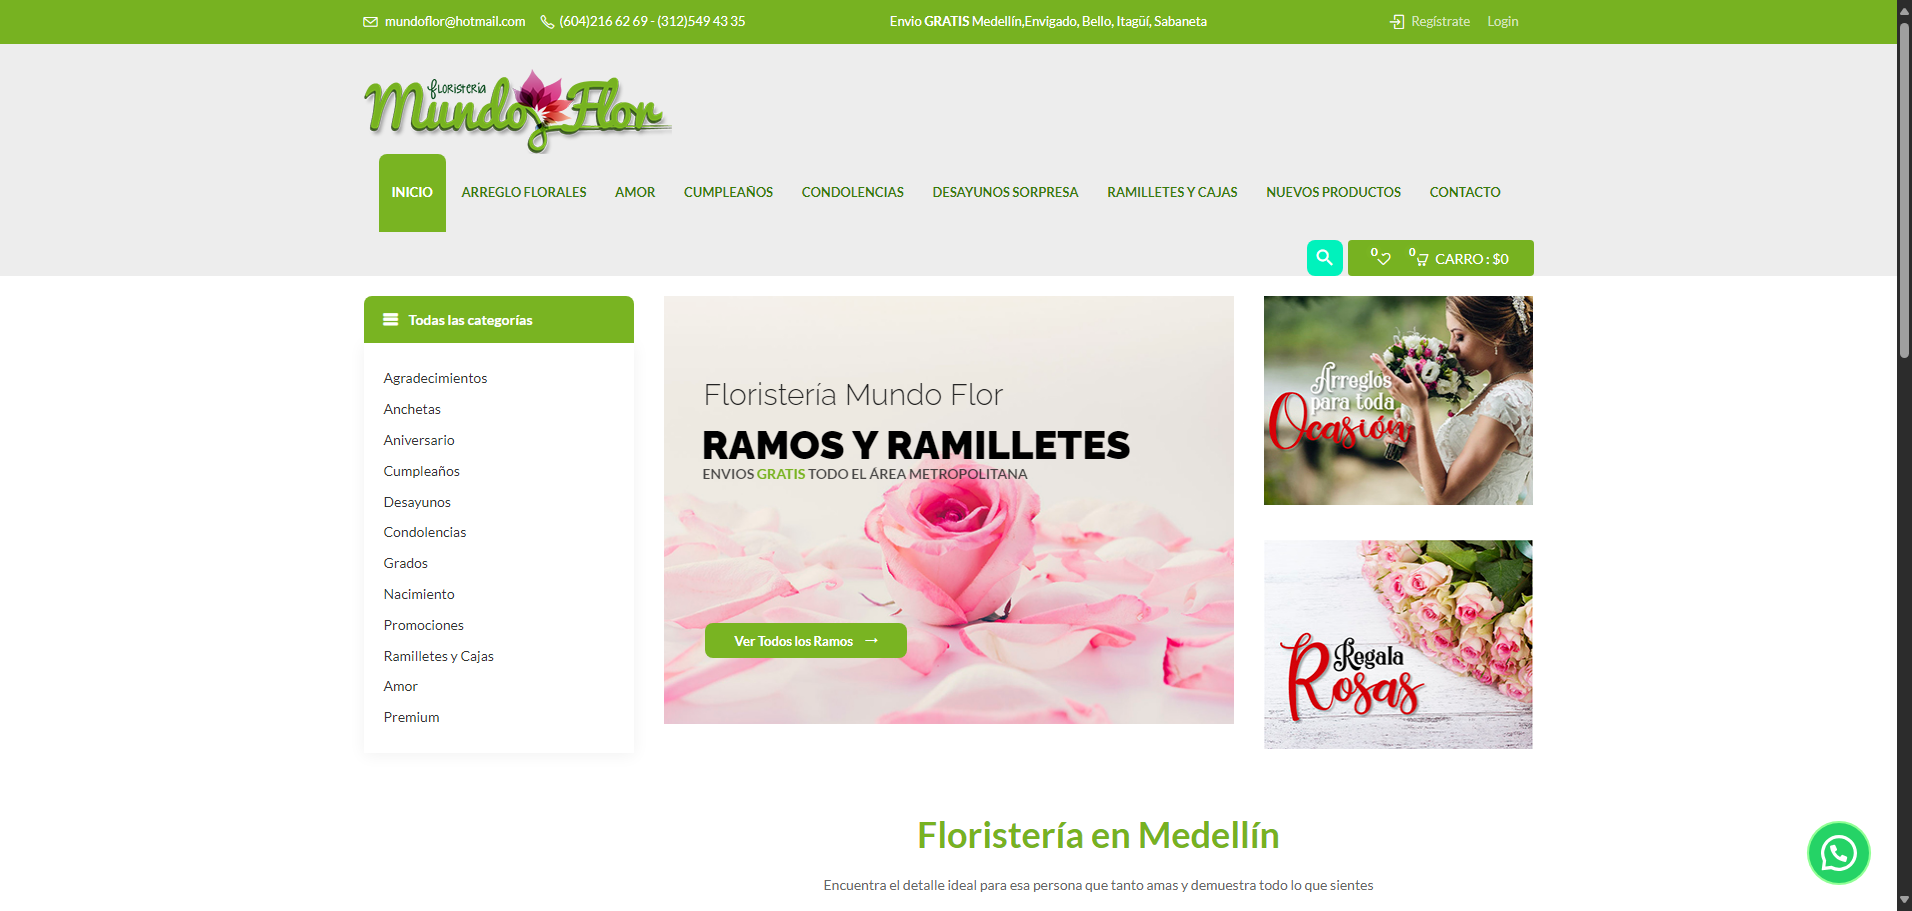 mundoflor@hotmail.com (604)216 62 69 - (312)549 43 35 Envio GRATIS Medellín,Envigado, Bello, Itagüí, Sabaneta Regístrate Login
floristería
Mundo Flor
INICIO ARREGLO FLORALES AMOR CUMPLEAÑOS CONDOLENCIAS DESAYUNOS SORPRESA RAMILLETES Y CAJAS NUEVOS PRODUCTOS CONTACTO
0 0 CARRO : $0
Todas las categorías
Agradecimientos
Anchetas
Aniversario
Cumpleaños
Desayunos
Condolencias
Grados
Nacimiento
Promociones
Ramilletes y Cajas
Amor
Premium
Floristería Mundo Flor
RAMOS Y RAMILLETES
ENVIOS GRATIS TODO EL ÁREA METROPOLITANA
Ver Todos los Ramos →
Arreglos
para toda
Ocasión
Regala
Rosas
Floristería en Medellín
Encuentra el detalle ideal para esa persona que tanto amas y demuestra todo lo que sientes